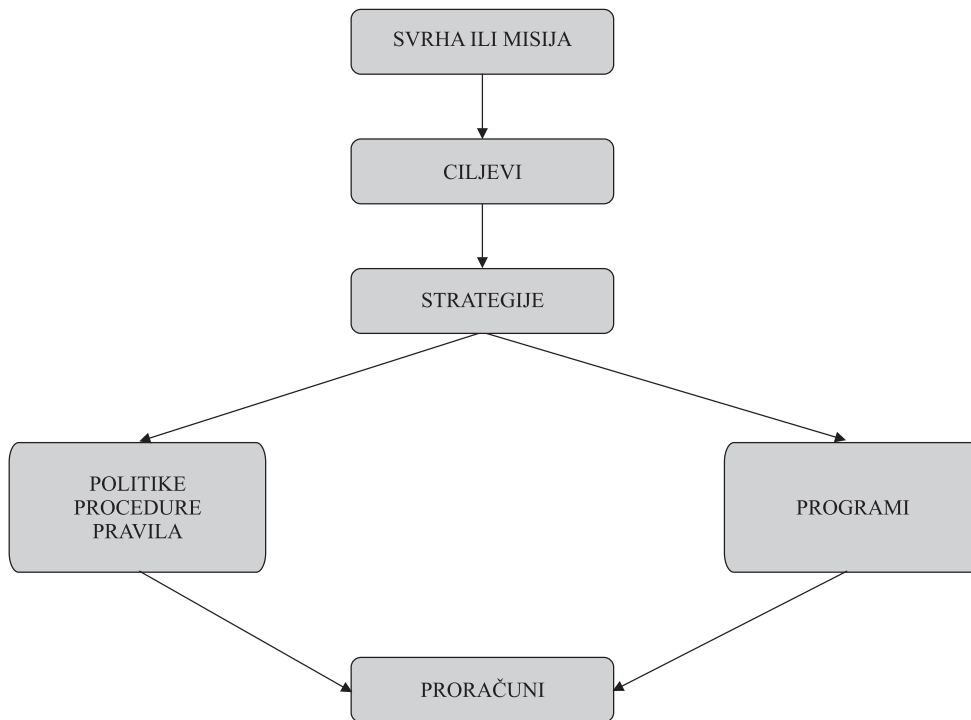 SVRHA ILI MISIJA
CILJEVI
STRATEGIJE
POLITIKE
PROCEDURE
PRAVILA
PROGRAMI
PRORAČUNI